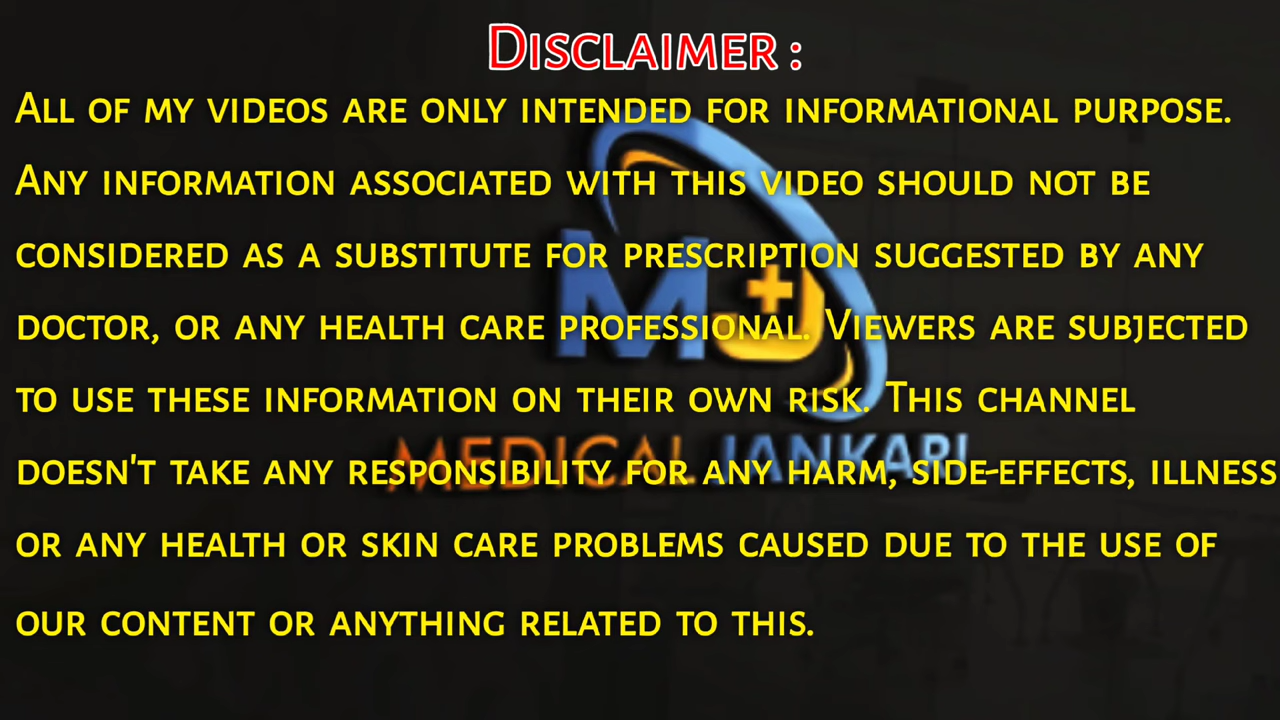 Disclaimer :
All of my videos are only intended for informational purpose.
Any information associated with this video should not be
considered as a substitute for prescription suggested by any
doctor, or any health care professional. Viewers are subjected
to use these information on their own risk. This channel
doesn't take any responsibility for any harm, side-effects, illness
or any health or skin care problems caused due to the use of
our content or anything related to this.
MJ
MEDICAL JANKARI